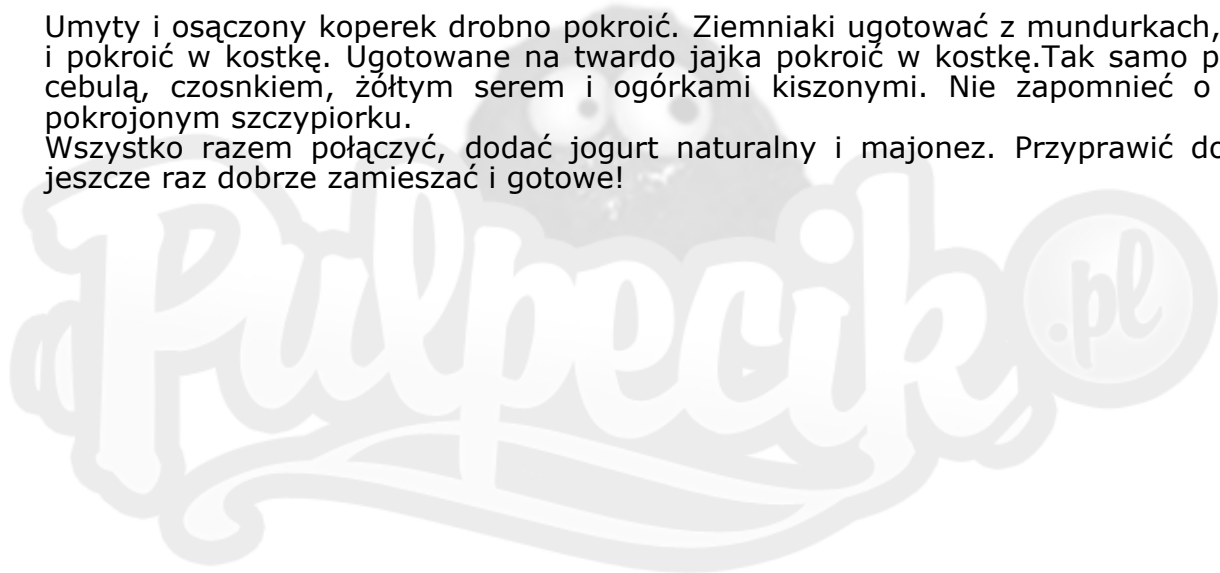 Umyty i osączony koperek drobno pokroić. Ziemniaki ugotować z mundurkach,
i pokroić w kostkę. Ugotowane na twardo jajka pokroić w kostkę.Tak samo p
cebulą, czosnkiem, żółtym serem i ogórkami kiszonymi. Nie zapomnieć o
pokrojonym szczypiorku.
Wszystko razem połączyć, dodać jogurt naturalny i majonez. Przyprawić do
jeszcze raz dobrze zamieszać i gotowe!
Pulpecik.pl